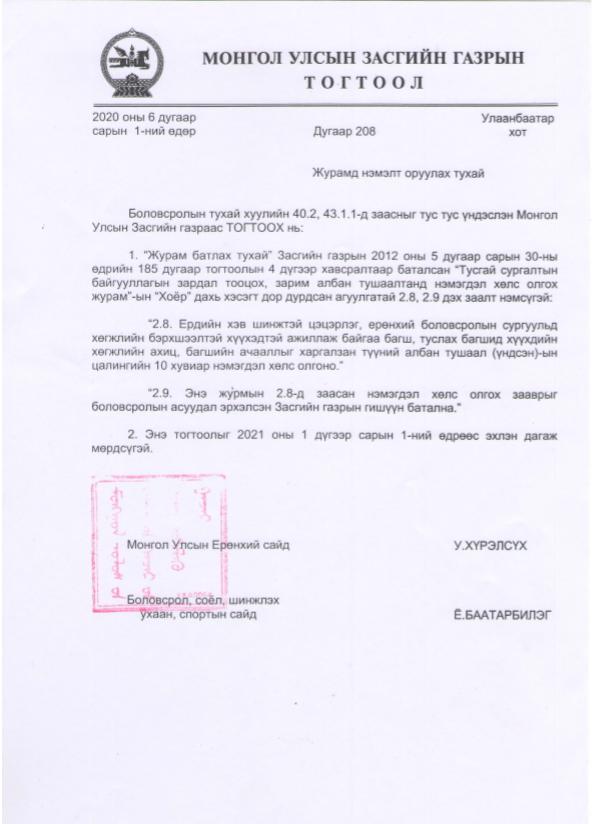 МОНГОЛ УЛСЫН ЗАСГИЙН ГАЗРЫН
ТОГТООЛ
2020 оны 6 дугаар
сарын 1-ний өдөр
Дугаар 208
Улаанбаатар
хот
Журамд нэмэлт оруулах тухай
Боловсролын тухай хуулийн 40.2, 43.1.1-д заасныг тус тус үндэслэн Монгол
Улсын Засгийн газраас ТОГТООХ нь:
1. “Журам батлах тухай” Засгийн газрын 2012 оны 5 дугаар сарын 30-ны
өдрийн 185 дугаар тогтоолын 4 дүгээр хавсралтаар баталсан “Тусгай сургалтын
байгууллагын зардал тооцох, зарим албан тушаалтанд нэмэгдэл хөлс олгох
журам”-ын “Хоёр” дахь хэсэгт дор дурдсан агуулгатай 2.8, 2.9 дэх заалт нэмсүгэй:
“2.8. Ердийн хэв шинжтэй цэцэрлэг, ерөнхий боловсролын сургуульд
хөгжлийн бэрхшээлтэй хүүхэдтэй ажиллаж байгаа багш, туслах багшид хүүхдийн
хөгжлийн ахиц, багшийн ачааллыг харгалзан түүний албан тушаал (үндсэн)-ын
цалингийн 10 хувиар нэмэгдэл хөлс олгоно.”
“2.9. Энэ журмын 2.8-д заасан нэмэгдэл хөлс олгох зааврыг
боловсролын асуудал эрхэлсэн Засгийн газрын гишүүн батална.”
2. Энэ тогтоолыг 2021 оны 1 дүгээр сарын 1-ний өдрөөс эхлэн дагаж
мөрдсүгэй.
Монгол Улсын Ерөнхий сайд
У.ХҮРЭЛСҮХ
Боловсрол, соёл, шинжлэх
ухаан, спортын сайд
Ё.БААТАРБИЛЭГ